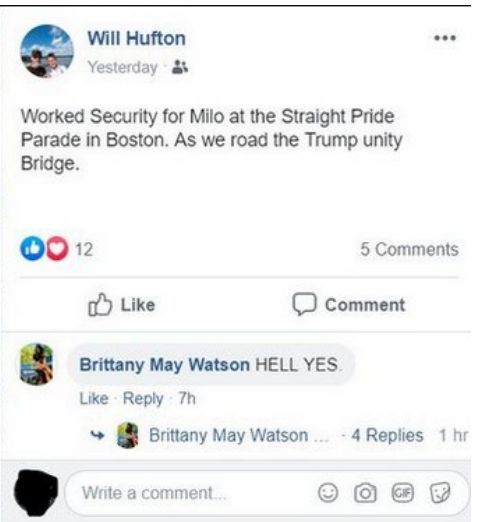 Will Hufton
Yesterday ·
Worked Security for Milo at the Straight Pride
Parade in Boston. As we road the Trump unity
Bridge.
12
5 Comments
Like
Comment
Brittany May Watson HELL YES.
Like · Reply · 7h
Brittany May Watson ... · 4 Replies 1 hr
Write a comment...
GIF